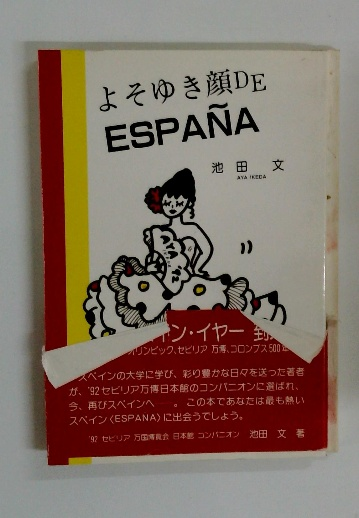 よそゆき顔DE
ESPAÑA
池田 文
AYA IKEDA
イン・イヤー
オリンピック、セビリア万博、コロンブス500
スペインの大学に学び、彩り豊かな日々を送った著者
が、'92セビリア万博日本館のコンパニオンに選ばれ、
今、再びスペインへ――。この本であなたは最も熱い
スペイン〈ESPANA〉に出会うでしょう。
'92 セビリア 万国博覧会 日本館 コンパニオン 池田 文 著